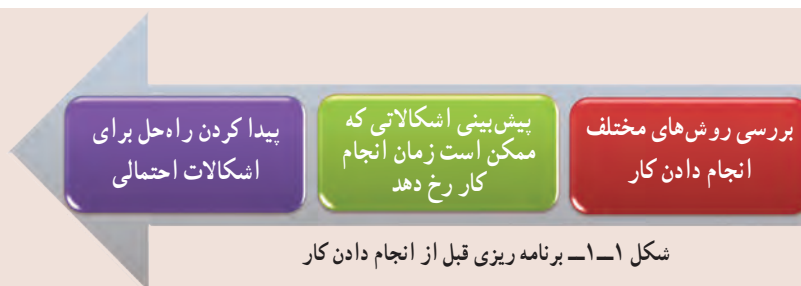 بررسی روش‌های مختلف
انجام دادن کار
پیش‌بینی اشکالاتی که
ممکن است زمان انجام
کار رخ دهد
پیدا کردن راه‌حل برای
اشکالات احتمالی
شکل ۱ــ۱ــ برنامه ریزی قبل از انجام دادن کار